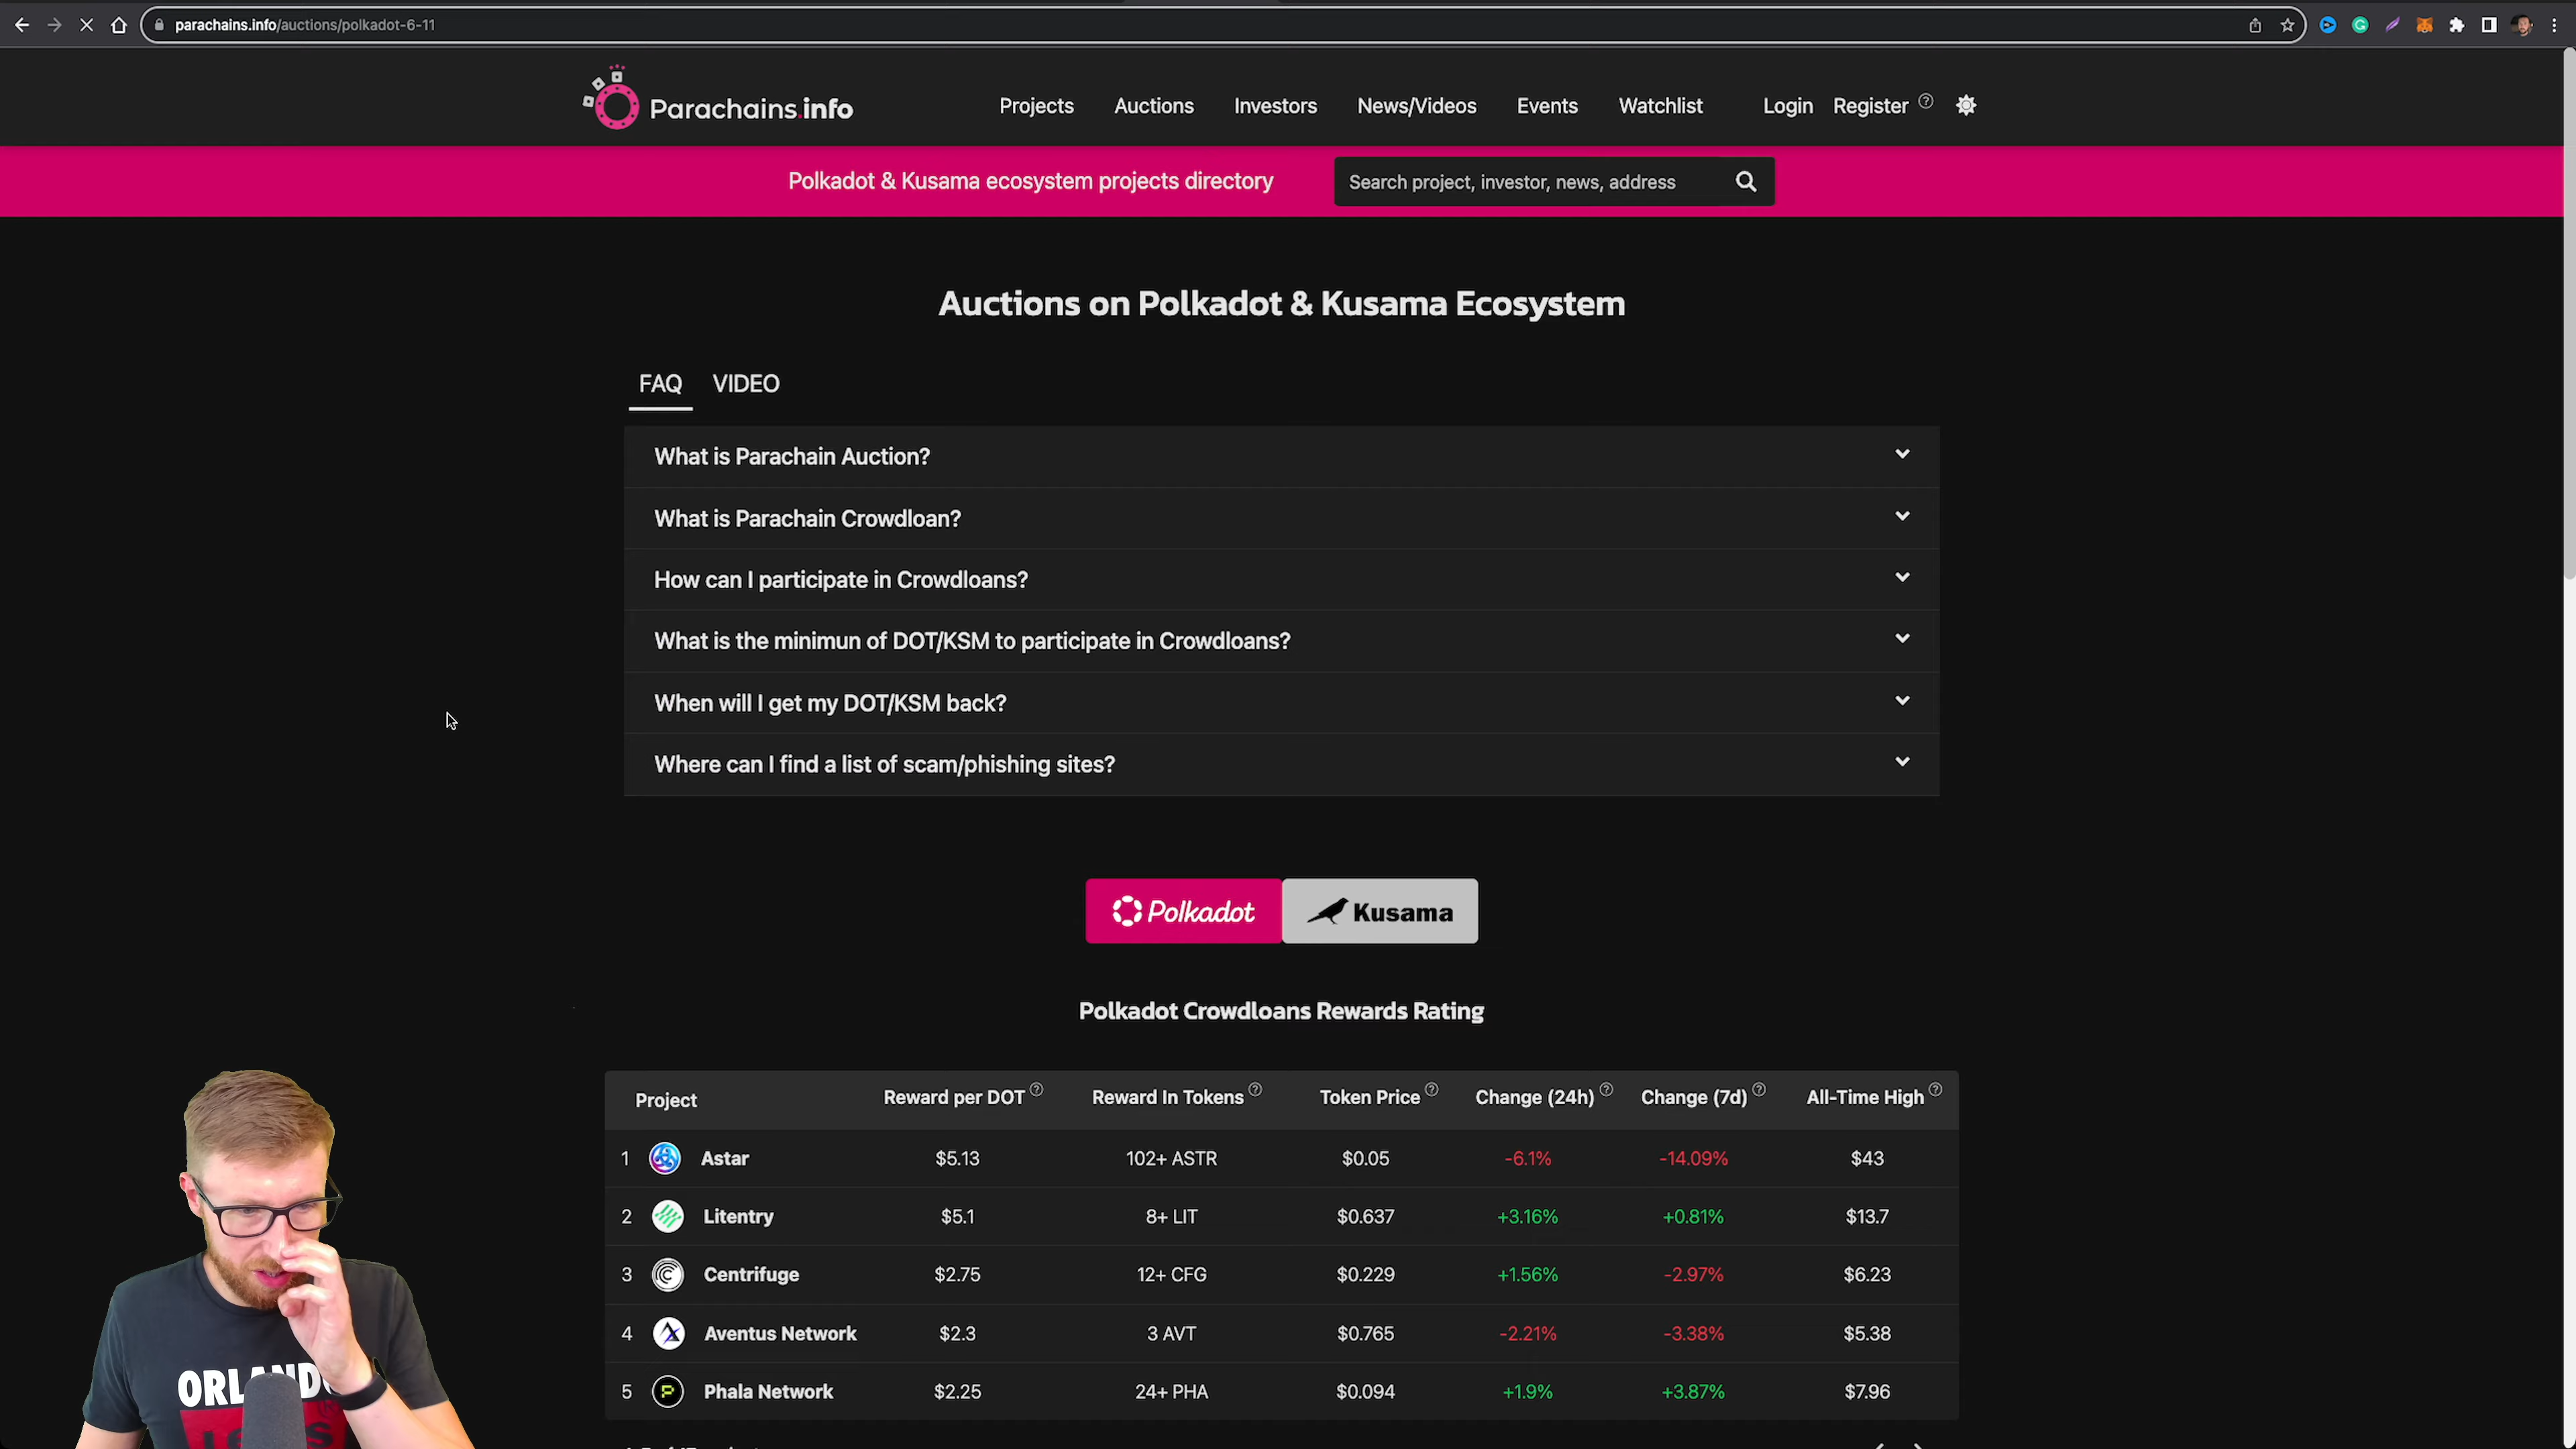 parachains.info/auctions/polkadot-6-11
Parachains.info
Projects
Auctions
Investors
News/Videos
Events
Watchlist
Login
Register
Polkadot & Kusama ecosystem projects directory
Search project, investor, news, address
Auctions on Polkadot & Kusama Ecosystem
FAQ
VIDEO
What is Parachain Auction?
What is Parachain Crowdloan?
How can I participate in Crowdloans?
What is the minimun of DOT/KSM to participate in Crowdloans?
When will I get my DOT/KSM back?
Where can I find a list of scam/phishing sites?
Polkadot
Kusama
Polkadot Crowdloans Rewards Rating
Project Reward per DOT Reward In Tokens Token Price Change (24h) Change (7d) All-Time High
1 Astar $5.13 102+ ASTR $0.05 -6.1% -14.09% $43
2 Litentry $5.1 8+ LIT $0.637 +3.16% +0.81% $13.7
3 Centrifuge $2.75 12+ CFG $0.229 +1.56% -2.97% $6.23
4 Aventus Network $2.3 3 AVT $0.765 -2.21% -3.38% $5.38
5 Phala Network $2.25 24+ PHA $0.094 +1.9% +3.87% $7.96